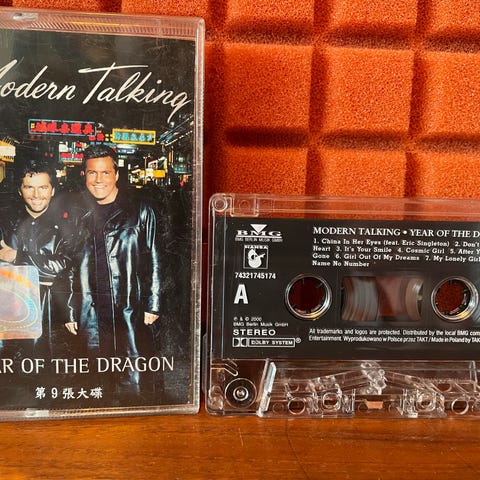 Modern Talking
AR OF THE DRAGON
第9張大碟
BMG
BMG BERLIN MUSIK GMBH
HANSA
74321745174
A
℗ & © 2000
BMG Berlin Musik GmbH
STEREO
DOLBY SYSTEM®
MODERN TALKING • YEAR OF THE D
1. China In Her Eyes (feat. Eric Singleton) 2. Don't
Heart 3. It's Your Smile 4. Cosmic Girl 5. After Y
Gone 6. Girl Out Of My Dreams 7. My Lonely Girl
Name No Number
All trademarks and logos are protected. Distributed by the local BMG com
Entertainment. Wyprodukowano w Polsce przez TAKT / Made in Poland by TAK